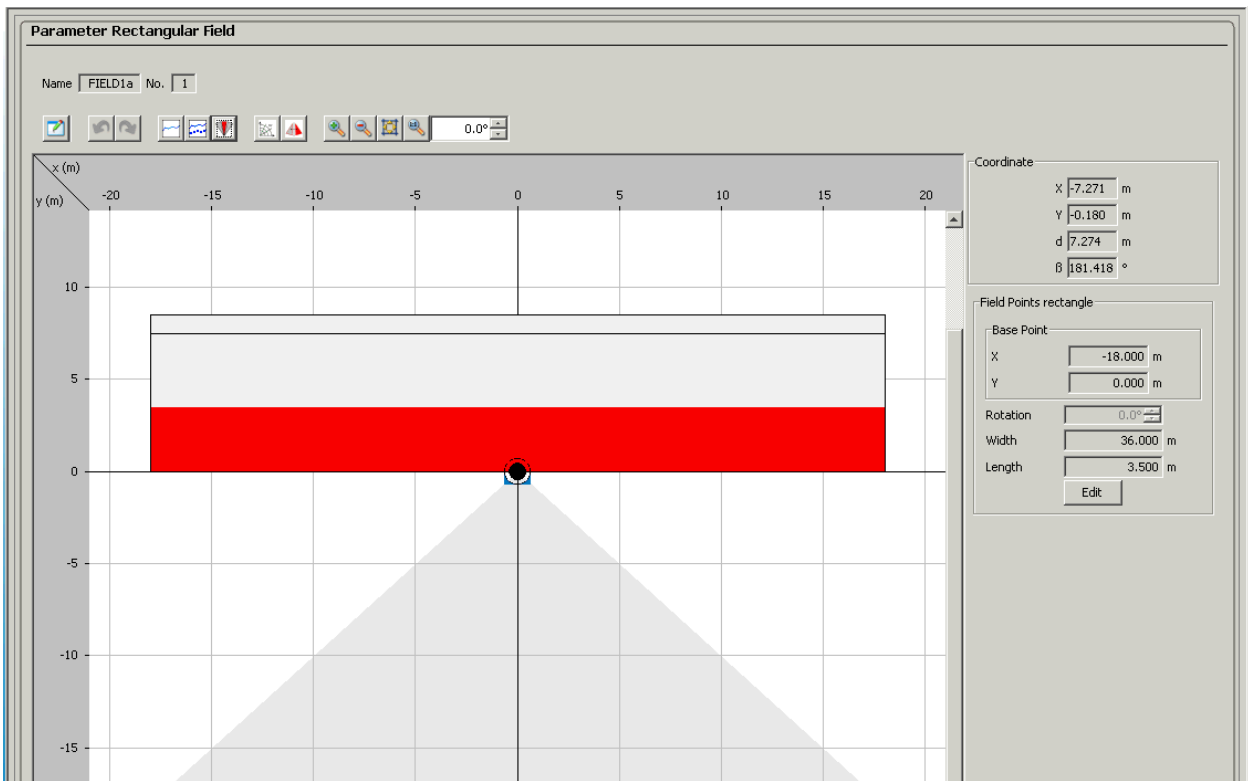 Parameter Rectangular Field
Name FIELD1a No. 1
0.0°
x (m)
y (m) -20 -15 -10 -5 0 5 10 15 20
10
5
0
-5
-10
-15
Coordinate
X -7.271 m
Y -0.180 m
d 7.274 m
ß 181.418 °
Field Points rectangle
Base Point
X -18.000 m
Y 0.000 m
Rotation 0.0°
Width 36.000 m
Length 3.500 m
Edit